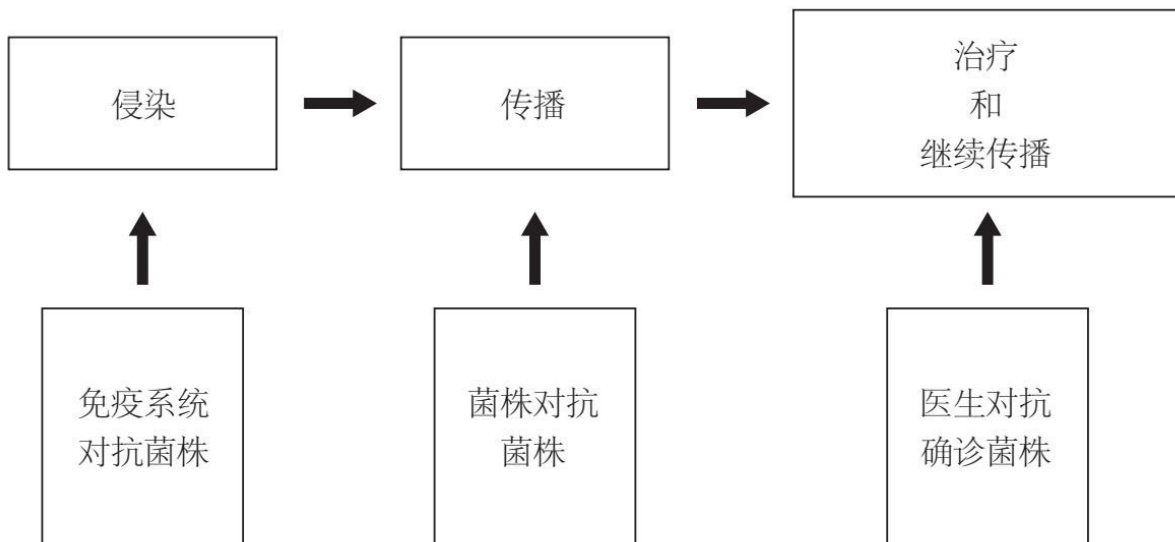 侵染
传播
治疗
和
继续传播
免疫系统
对抗菌株
菌株对抗
菌株
医生对抗
确诊菌株